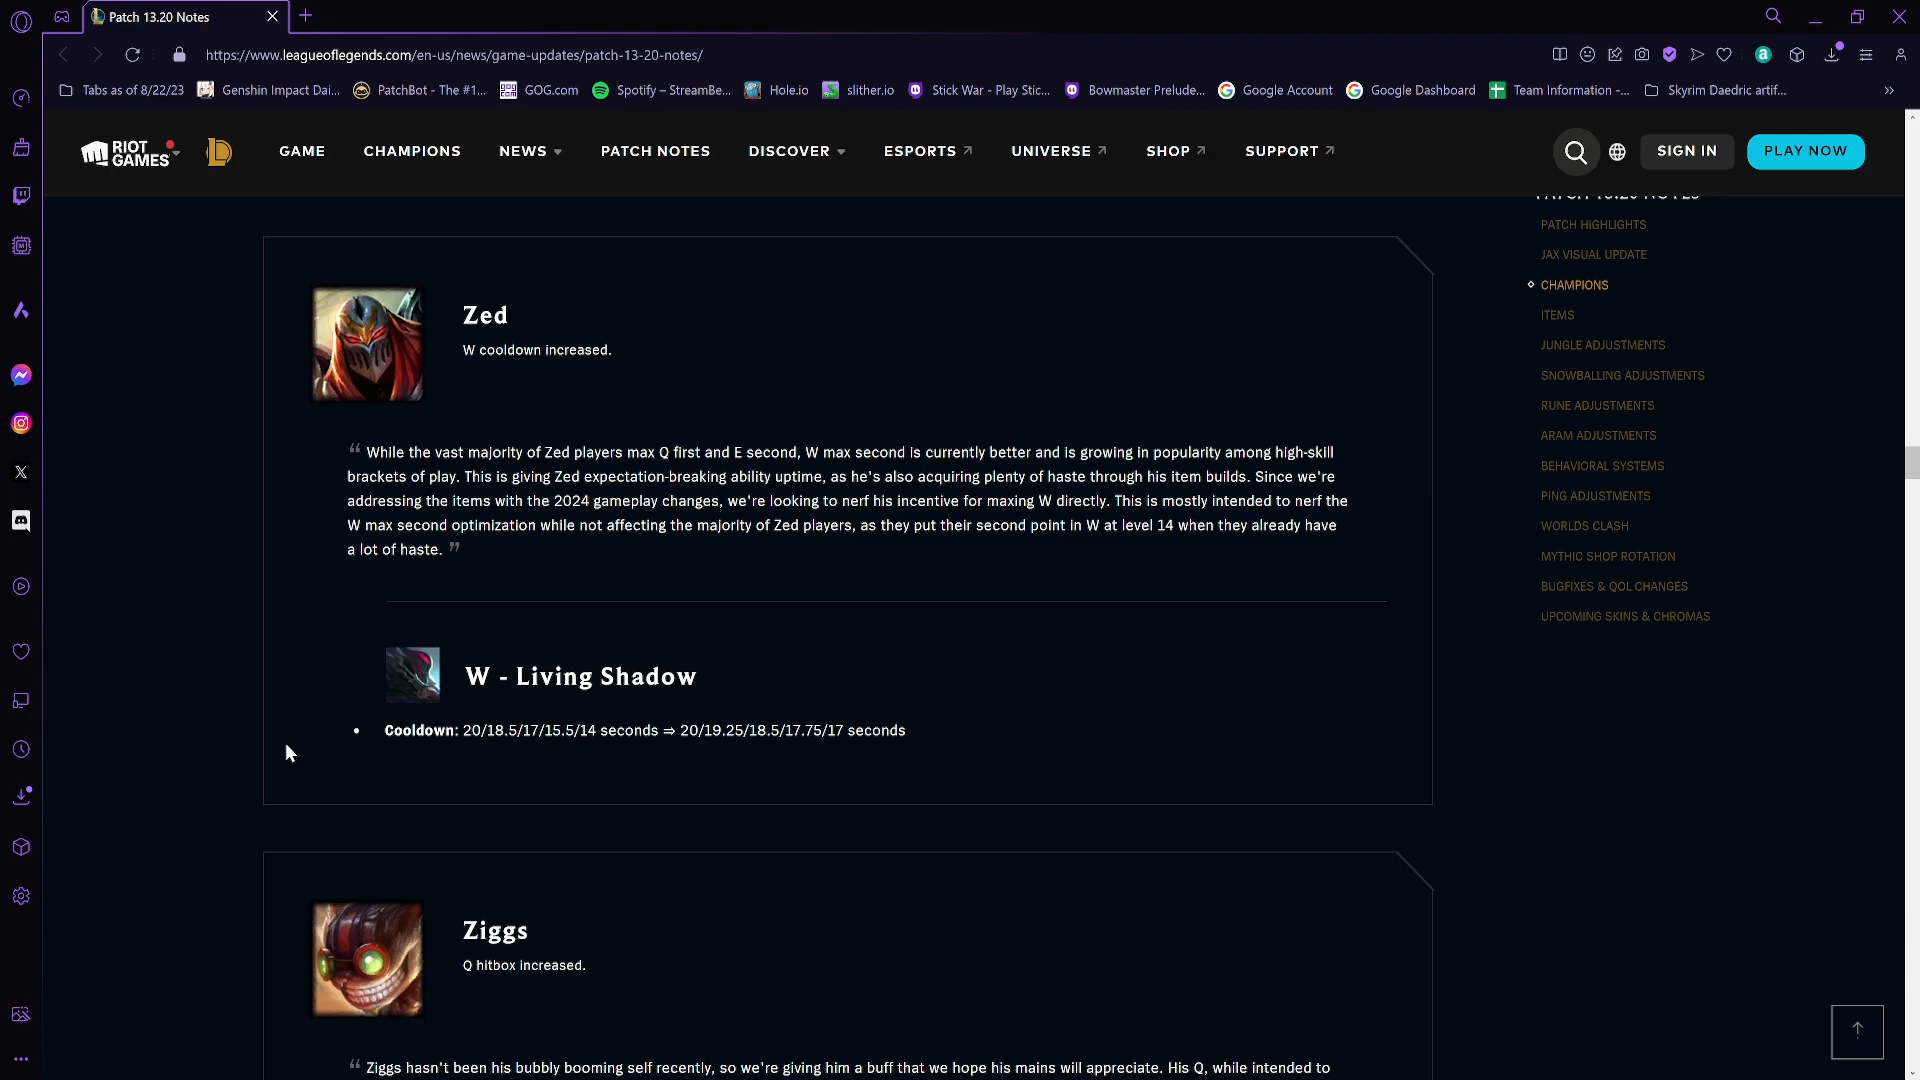 Patch 13.20 Notes
https://www.leagueoflegends.com/en-us/news/game-updates/patch-13-20-notes/
Tabs as of 8/22/23 Genshin Impact Dai... PatchBot - The #1... GOG.com Spotify – StreamBe... Hole.io slither.io Stick War - Play Stic... Bowmaster Prelude... Google Account Google Dashboard Team Information -... Skyrim Daedric artif...
RIOT GAMES GAME CHAMPIONS NEWS PATCH NOTES DISCOVER ESPORTS UNIVERSE SHOP SUPPORT SIGN IN PLAY NOW
PATCH 13.20 NOTES
PATCH HIGHLIGHTS
JAX VISUAL UPDATE
CHAMPIONS
ITEMS
JUNGLE ADJUSTMENTS
SNOWBALLING ADJUSTMENTS
RUNE ADJUSTMENTS
ARAM ADJUSTMENTS
BEHAVIORAL SYSTEMS
PING ADJUSTMENTS
WORLDS CLASH
MYTHIC SHOP ROTATION
BUGFIXES & QOL CHANGES
UPCOMING SKINS & CHROMAS
Zed
W cooldown increased.
“ While the vast majority of Zed players max Q first and E second, W max second is currently better and is growing in popularity among high-skill
brackets of play. This is giving Zed expectation-breaking ability uptime, as he's also acquiring plenty of haste through his item builds. Since we're
addressing the items with the 2024 gameplay changes, we're looking to nerf his incentive for maxing W directly. This is mostly intended to nerf the
W max second optimization while not affecting the majority of Zed players, as they put their second point in W at level 14 when they already have
a lot of haste. ”
W - Living Shadow
• Cooldown: 20/18.5/17/15.5/14 seconds ⇒ 20/19.25/18.5/17.75/17 seconds
Ziggs
Q hitbox increased.
“ Ziggs hasn't been his bubbly booming self recently, so we're giving him a buff that we hope his mains will appreciate. His Q, while intended to